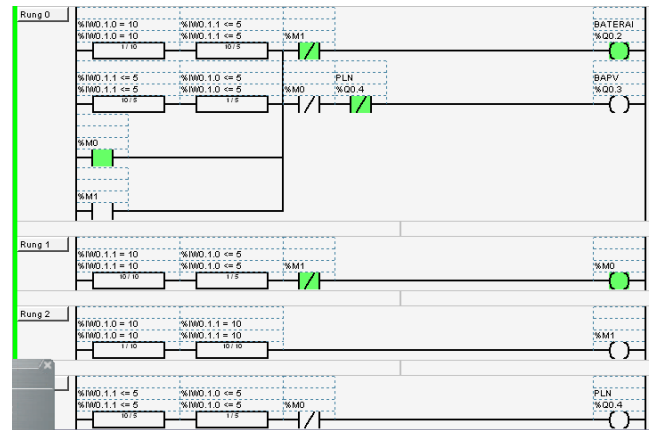 Rung 0
%IW0.1.0 = 10 %IW0.1.1 <= 5 BATERAI
%IW0.1.0 = 10 %IW0.1.1 <= 5 %M1 %Q0.2
1 / 10 10 / 5
%IW0.1.1 <= 5 %IW0.1.0 <= 5 PLN BAPV
%IW0.1.1 <= 5 %IW0.1.0 <= 5 %M0 %Q0.4 %Q0.3
10 / 5 1 / 5
%M0
%M1
Rung 1
%IW0.1.1 = 10 %IW0.1.0 <= 5
%IW0.1.1 = 10 %IW0.1.0 <= 5 %M1 %M0
10 / 10 1 / 5
Rung 2
%IW0.1.0 = 10 %IW0.1.1 = 10
%IW0.1.0 = 10 %IW0.1.1 = 10 %M1
1 / 10 10 / 10
%IW0.1.1 <= 5 %IW0.1.0 <= 5 PLN
%IW0.1.1 <= 5 %IW0.1.0 <= 5 %M0 %Q0.4
10 / 5 1 / 5